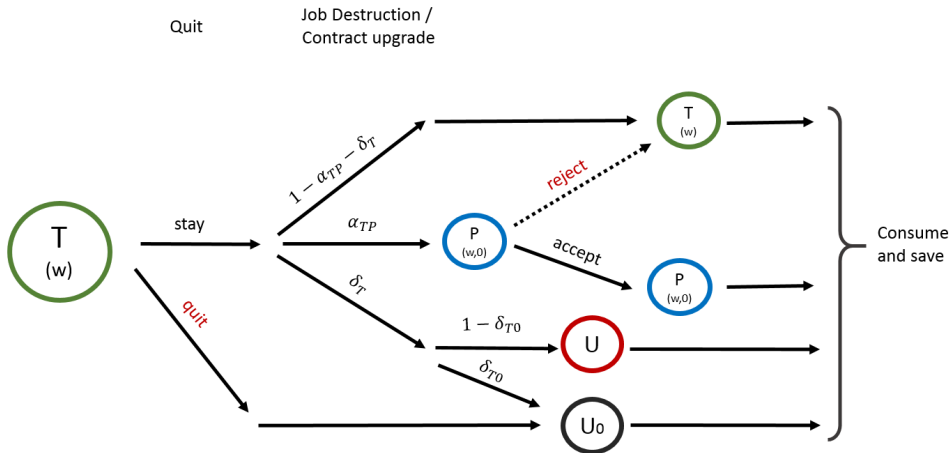 Quit
Job Destruction /
Contract upgrade
T
(w)
stay
quit
1 − α_TP − δ_T
α_TP
δ_T
P
(w,0)
reject
accept
T
(w)
P
(w,0)
1 − δ_T0
δ_T0
U
U₀
Consume
and save